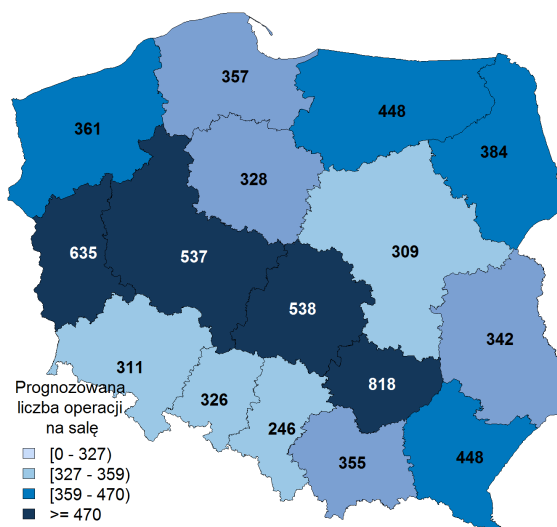 357
448
361
384
328
309
635
537
538
342
311
818
326
246
355
448
Prognozowana
liczba operacji
na salę
[0 - 327)
[327 - 359)
[359 - 470)
>= 470